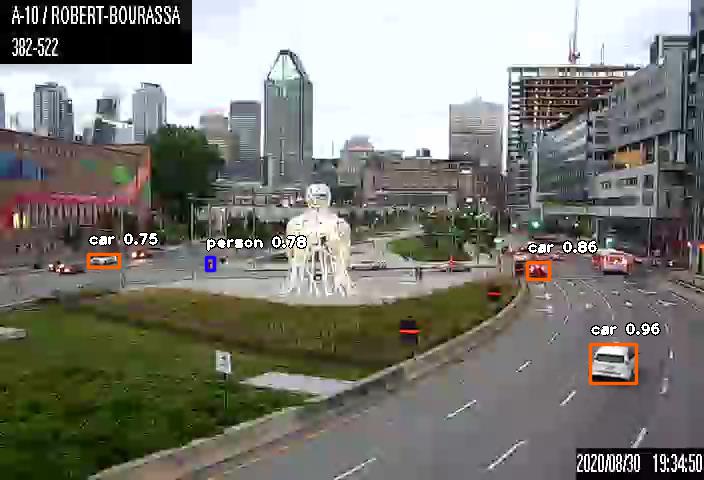 A-10 / ROBERT-BOURASSA
382-522
car 0.75
person 0.78
car 0.86
car 0.96
2020/08/30 19:34:50